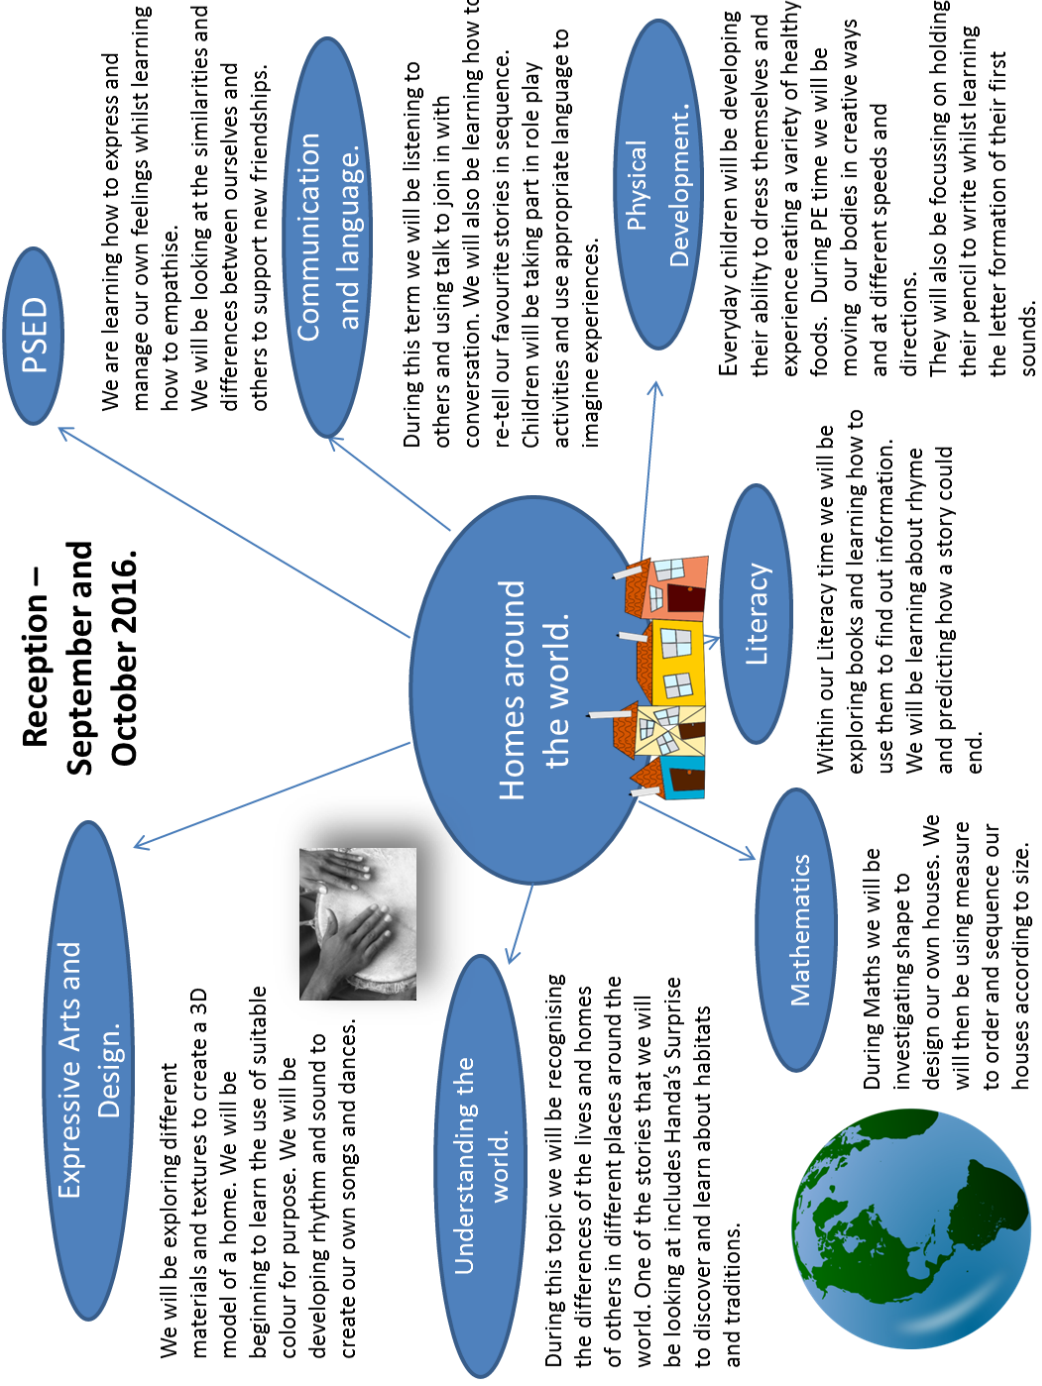 Reception –
September and
October 2016.
Expressive Arts and
Design.
We will be exploring different
materials and textures to create a 3D
model of a home. We will be
beginning to learn the use of suitable
colour for purpose. We will be
developing rhythm and sound to
create our own songs and dances.
PSED
We are learning how to express and
manage our own feelings whilst learning
how to empathise.
We will be looking at the similarities and
differences between ourselves and
others to support new friendships.
Communication
and language.
During this term we will be listening to
others and using talk to join in with
conversation. We will also be learning how to
re-tell our favourite stories in sequence.
Children will be taking part in role play
activities and use appropriate language to
imagine experiences.
Homes around
the world.
Understanding the
world.
During this topic we will be recognising
the differences of the lives and homes
of others in different places around the
world. One of the stories that we will
be looking at includes Handa's Surprise
to discover and learn about habitats
and traditions.
Physical
Development.
Everyday children will be developing
their ability to dress themselves and
experience eating a variety of healthy
foods. During PE time we will be
moving our bodies in creative ways
and at different speeds and
directions.
They will also be focussing on holding
their pencil to write whilst learning
the letter formation of their first
sounds.
Mathematics
During Maths we will be
investigating shape to
design our own houses. We
will then be using measure
to order and sequence our
houses according to size.
Literacy
Within our Literacy time we will be
exploring books and learning how to
use them to find out information.
We will be learning about rhyme
and predicting how a story could
end.